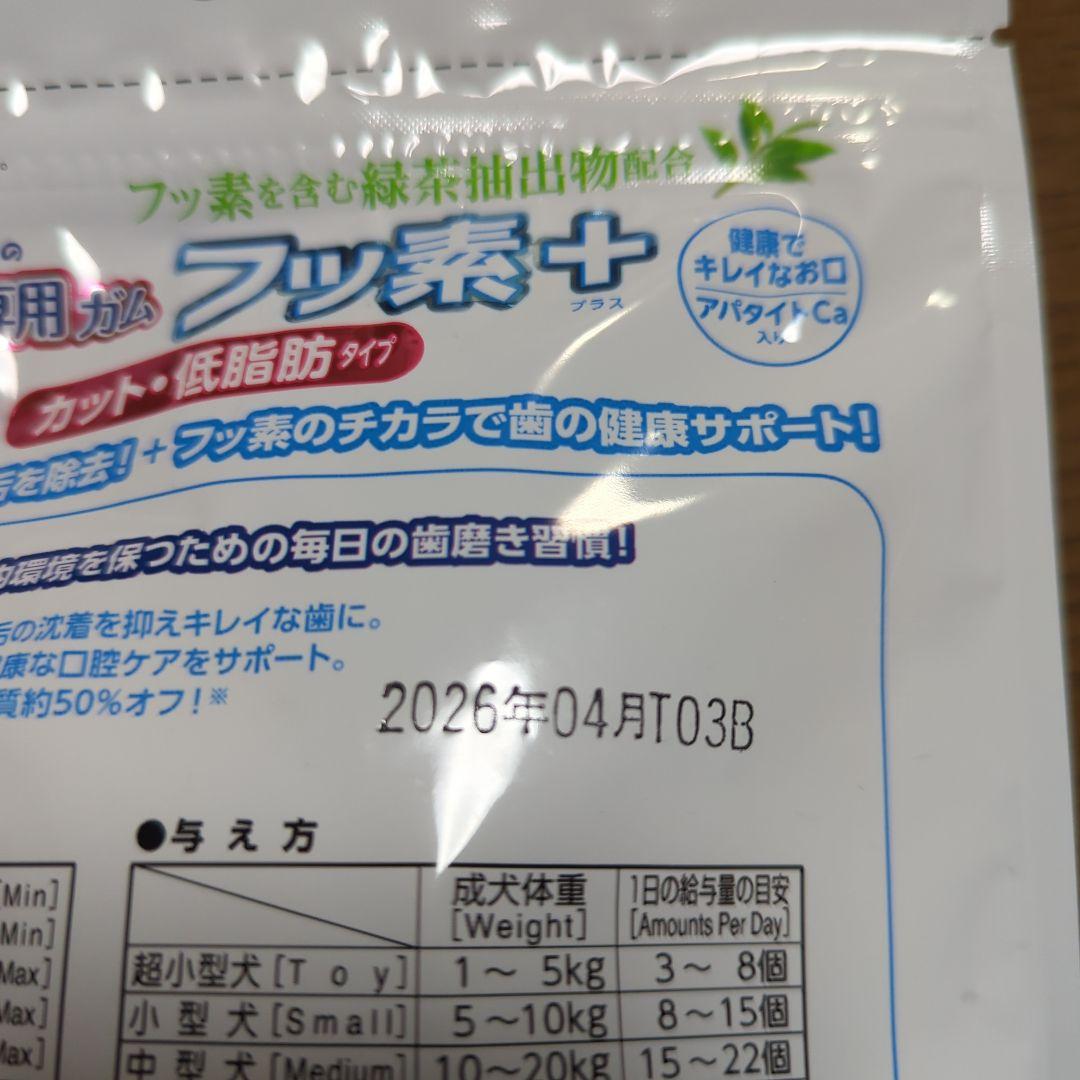 フッ素を含む緑茶抽出物配合
の
専用ガム
フッ素+
プラス
健康で
キレイなお口
アパタイトCa
入り
カット・低脂肪タイプ
を除去!+フッ素のチカラで歯の健康サポート!
環境を保つための毎日の歯磨き習慣!
の沈着を抑えキレイな歯に。
康な口腔ケアをサポート。
質約50%オフ!※
2026年04月T03B
●与え方
成犬体重
[Weight]
1日の給与量の目安
[Amounts Per Day]
Min]
Min]
Max]
Max]
Max]
超小型犬[Toy] 1～5kg 3～8個
小型犬[Small] 5～10kg 8～15個
中型犬[Medium] 10～20kg 15～22個